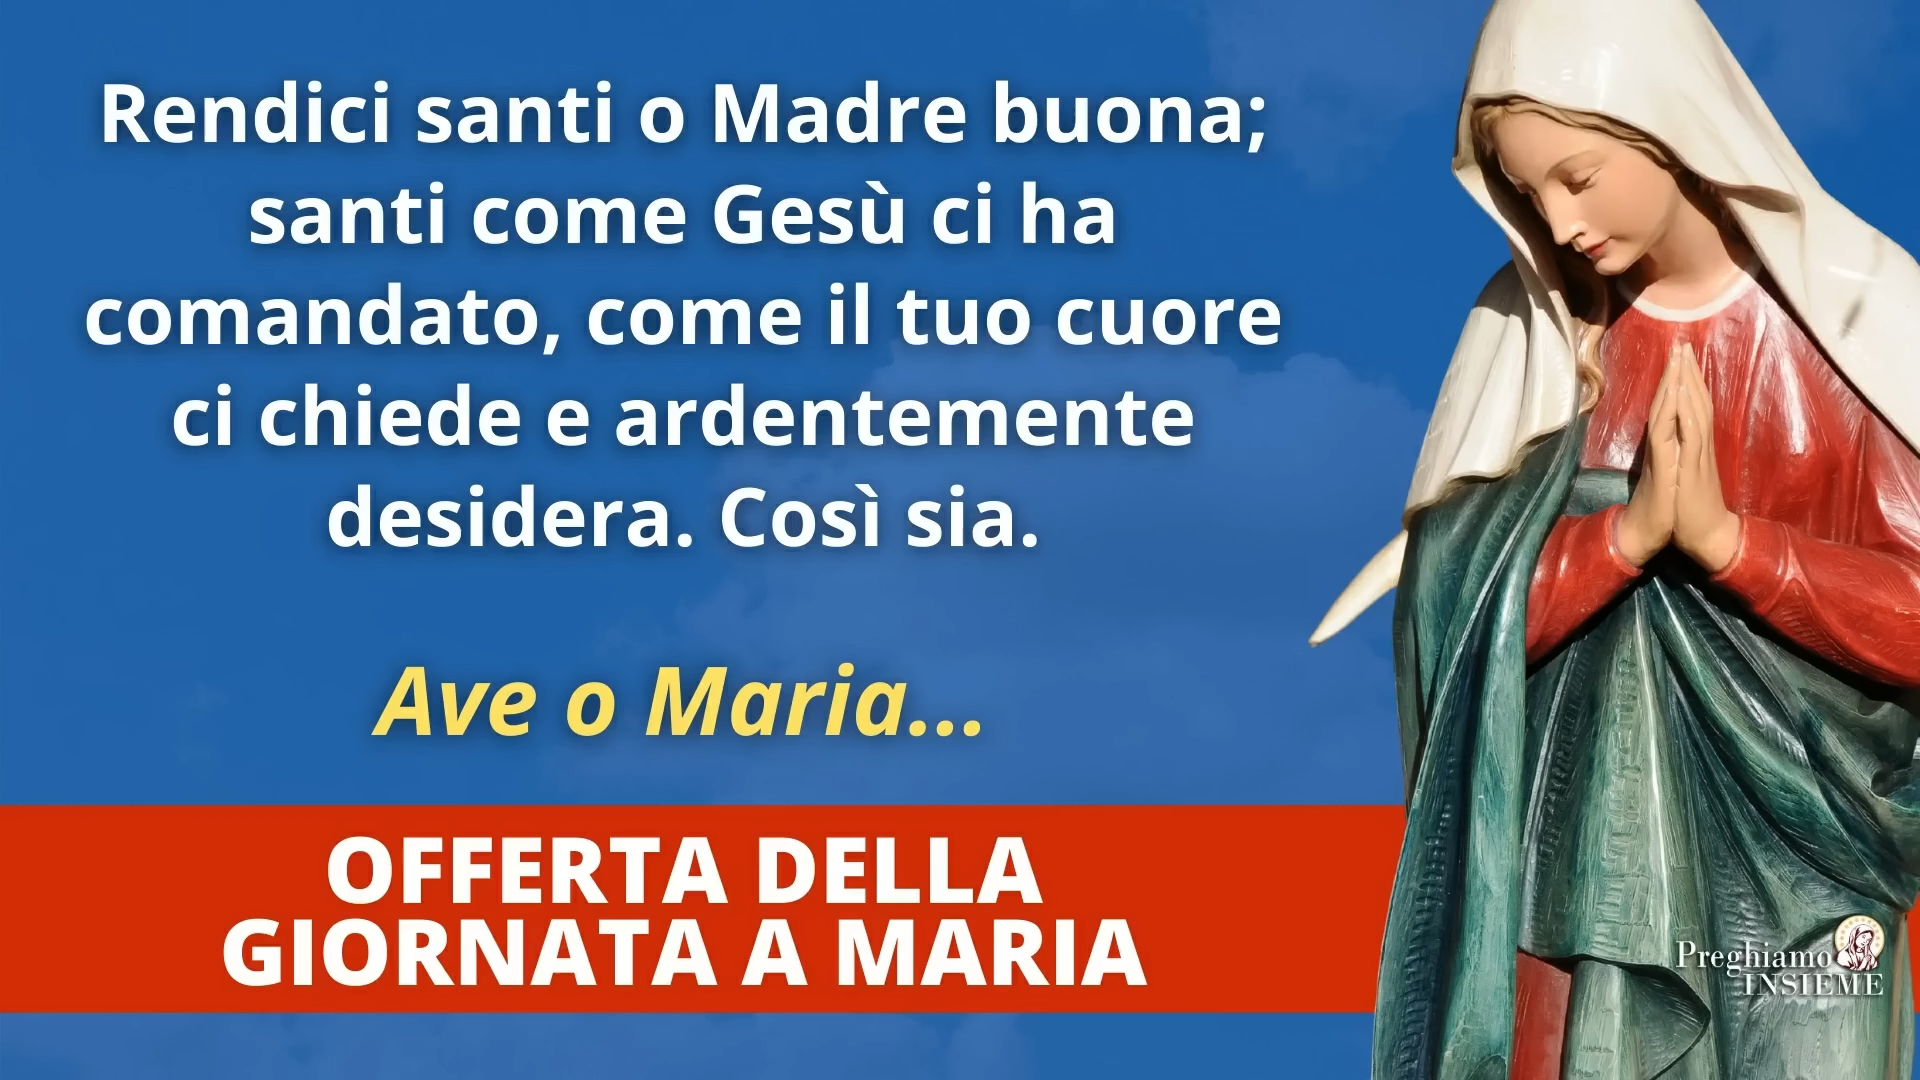 Rendici santi o Madre buona;
santi come Gesù ci ha
comandato, come il tuo cuore
ci chiede e ardentemente
desidera. Così sia.
Ave o Maria...
OFFERTA DELLA
GIORNATA A MARIA
Preghiamo
INSIEME